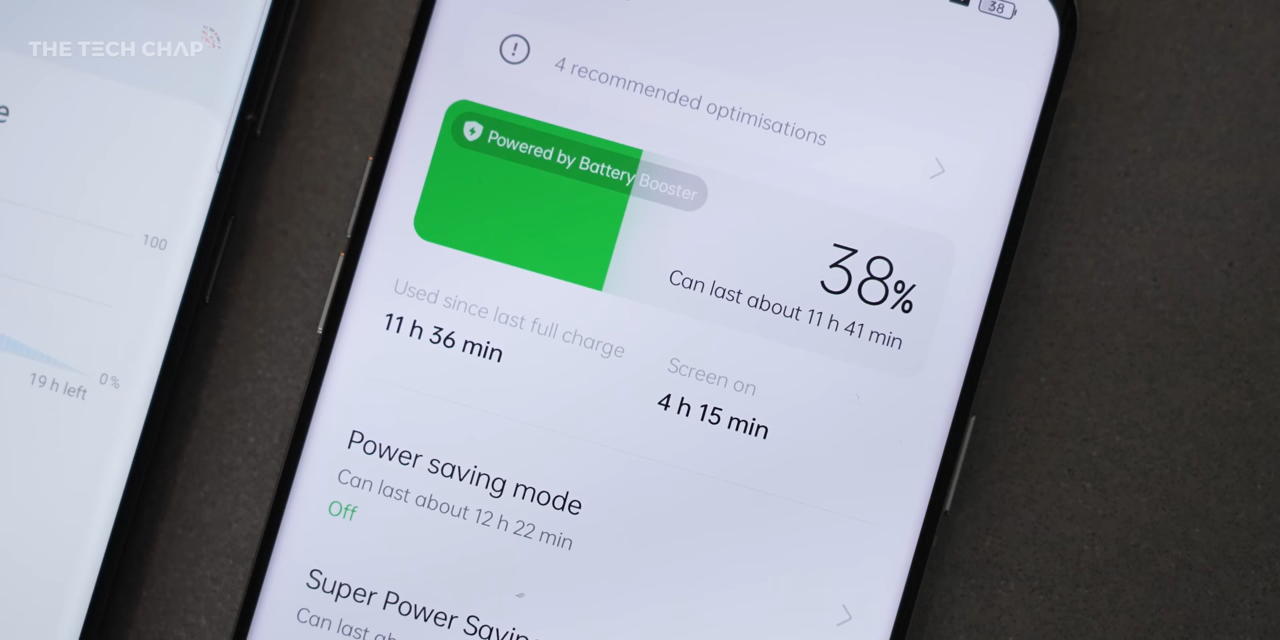 THE TECH CHAP
38
4 recommended optimisations
Powered by Battery Booster
38%
Can last about 11 h 41 min
Used since last full charge
11 h 36 min
Screen on
4 h 15 min
Power saving mode
Can last about 12 h 22 min
Off
Super Power Saving
Can last
100
0%
19 h left